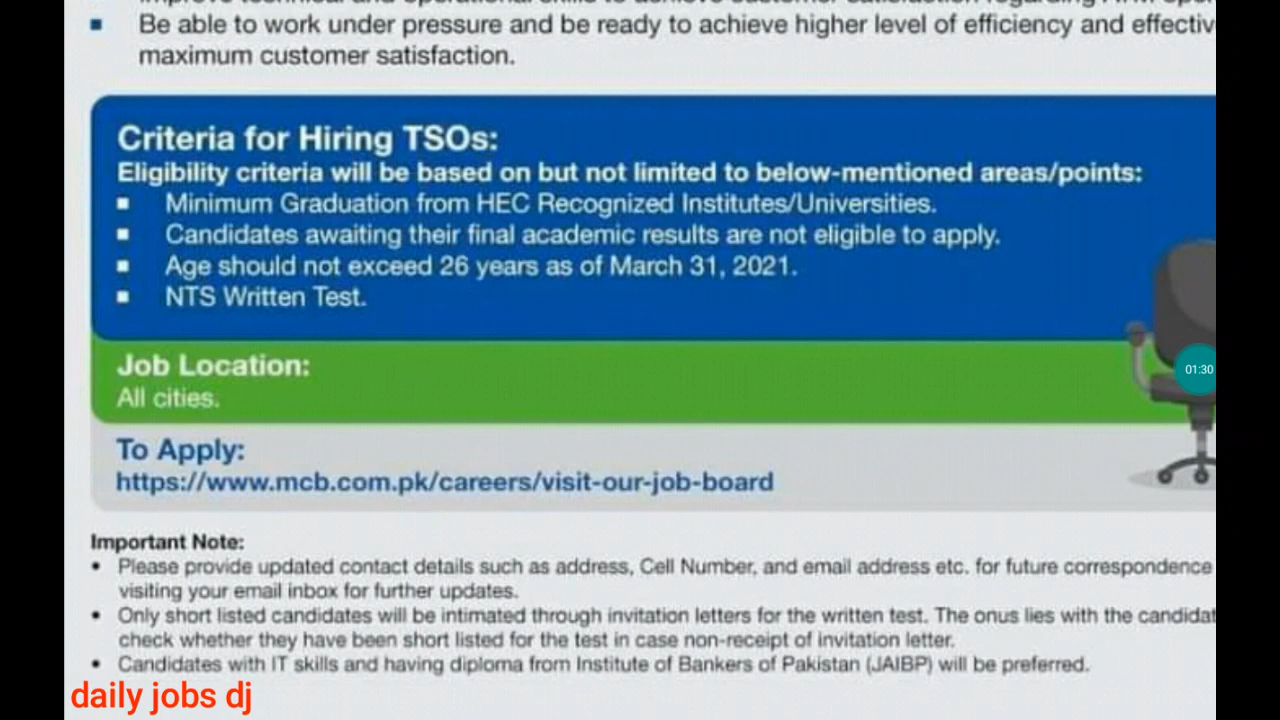 Be able to work under pressure and be ready to achieve higher level of efficiency and effectiv
maximum customer satisfaction.
Criteria for Hiring TSOs:
Eligibility criteria will be based on but not limited to below-mentioned areas/points:
Minimum Graduation from HEC Recognized Institutes/Universities.
Candidates awaiting their final academic results are not eligible to apply.
Age should not exceed 26 years as of March 31, 2021.
NTS Written Test.
Job Location:
All cities.
01:30
To Apply:
https://www.mcb.com.pk/careers/visit-our-job-board
Important Note:
Please provide updated contact details such as address, Cell Number, and email address etc. for future correspondence
visiting your email inbox for further updates.
Only short listed candidates will be intimated through invitation letters for the written test. The onus lies with the candidat
check whether they have been short listed for the test in case non-receipt of invitation letter.
Candidates with IT skills and having diploma from Institute of Bankers of Pakistan (JAIBP) will be preferred.
daily jobs dj